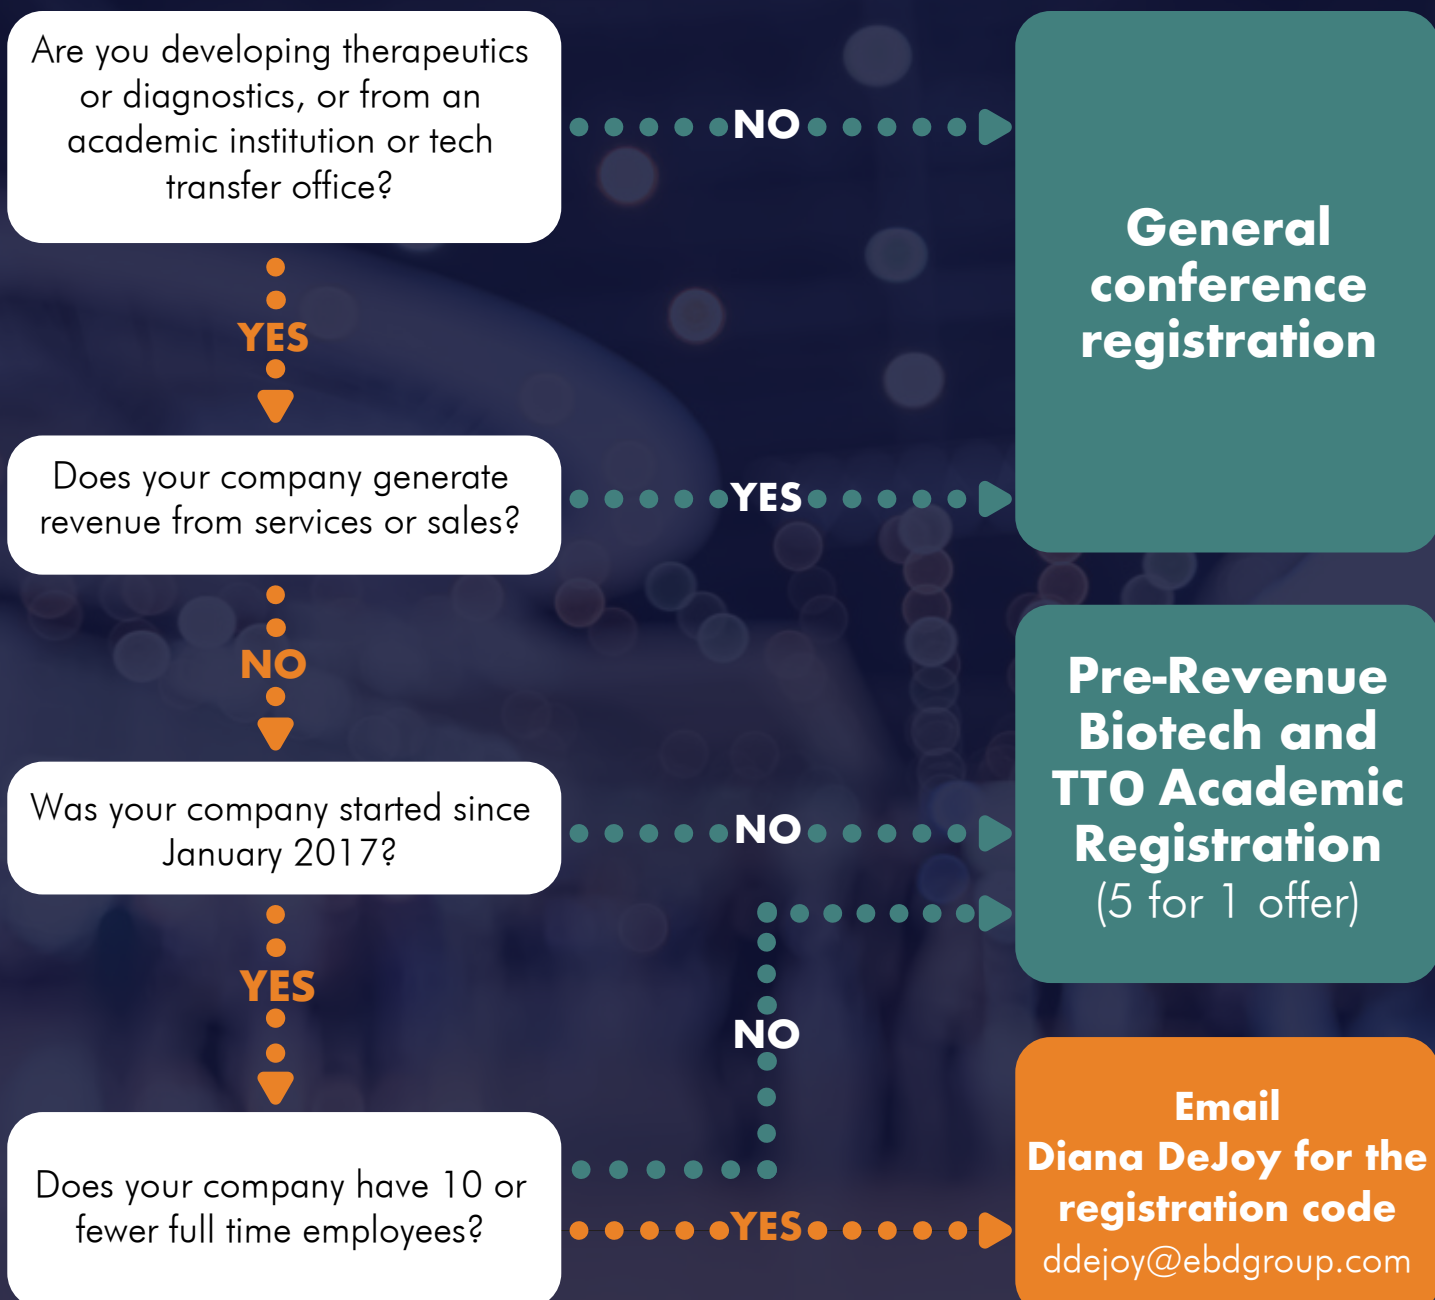 Are you developing therapeutics
or diagnostics, or from an
academic institution or tech
transfer office?
NO
General
conference
registration
YES
Does your company generate
revenue from services or sales?
YES
NO
Pre-Revenue
Biotech and
TTO Academic
Registration
(5 for 1 offer)
Was your company started since
January 2017?
NO
YES
NO
Does your company have 10 or
fewer full time employees?
YES
Email
Diana DeJoy for the
registration code
ddejoy@ebdgroup.com